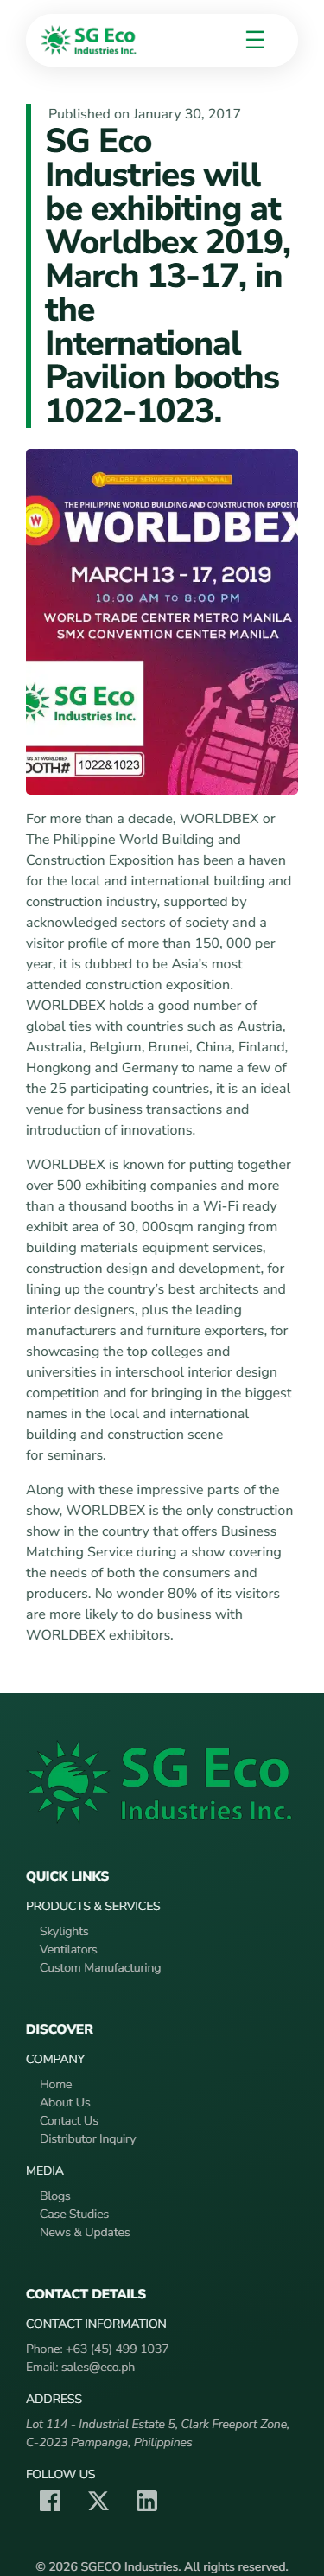 SG Eco
Industries Inc.
Published on January 30, 2017
SG Eco
Industries will
be exhibiting at
Worldbex 2019,
March 13-17, in
the
International
Pavilion booths
1022-1023.
WORLDBEX SERVICES INTERNATIONAL
THE PHILIPPINE WORLD BUILDING AND CONSTRUCTION EXPOSIT
WORLDBEX
MARCH 13 - 17, 2019
10:00 AM TO 8:00 PM
WORLD TRADE CENTER METRO MANILA
SMX CONVENTION CENTER MANILA
SG Eco
Industries Inc.
US AT WORLDBEX
OOTH# 1022&1023
For more than a decade, WORLDBEX or
The Philippine World Building and
Construction Exposition has been a haven
for the local and international building and
construction industry, supported by
acknowledged sectors of society and a
visitor profile of more than 150, 000 per
year, it is dubbed to be Asia’s most
attended construction exposition.
WORLDBEX holds a good number of
global ties with countries such as Austria,
Australia, Belgium, Brunei, China, Finland,
Hongkong and Germany to name a few of
the 25 participating countries, it is an ideal
venue for business transactions and
introduction of innovations.
WORLDBEX is known for putting together
over 500 exhibiting companies and more
than a thousand booths in a Wi-Fi ready
exhibit area of 30, 000sqm ranging from
building materials equipment services,
construction design and development, for
lining up the country’s best architects and
interior designers, plus the leading
manufacturers and furniture exporters, for
showcasing the top colleges and
universities in interschool interior design
competition and for bringing in the biggest
names in the local and international
building and construction scene
for seminars.
Along with these impressive parts of the
show, WORLDBEX is the only construction
show in the country that offers Business
Matching Service during a show covering
the needs of both the consumers and
producers. No wonder 80% of its visitors
are more likely to do business with
WORLDBEX exhibitors.
SG Eco
Industries Inc.
QUICK LINKS
PRODUCTS & SERVICES
Skylights
Ventilators
Custom Manufacturing
DISCOVER
COMPANY
Home
About Us
Contact Us
Distributor Inquiry
MEDIA
Blogs
Case Studies
News & Updates
CONTACT DETAILS
CONTACT INFORMATION
Phone: +63 (45) 499 1037
Email: sales@eco.ph
ADDRESS
Lot 114 - Industrial Estate 5, Clark Freeport Zone,
C-2023 Pampanga, Philippines
FOLLOW US
© 2026 SGECO Industries. All rights reserved.